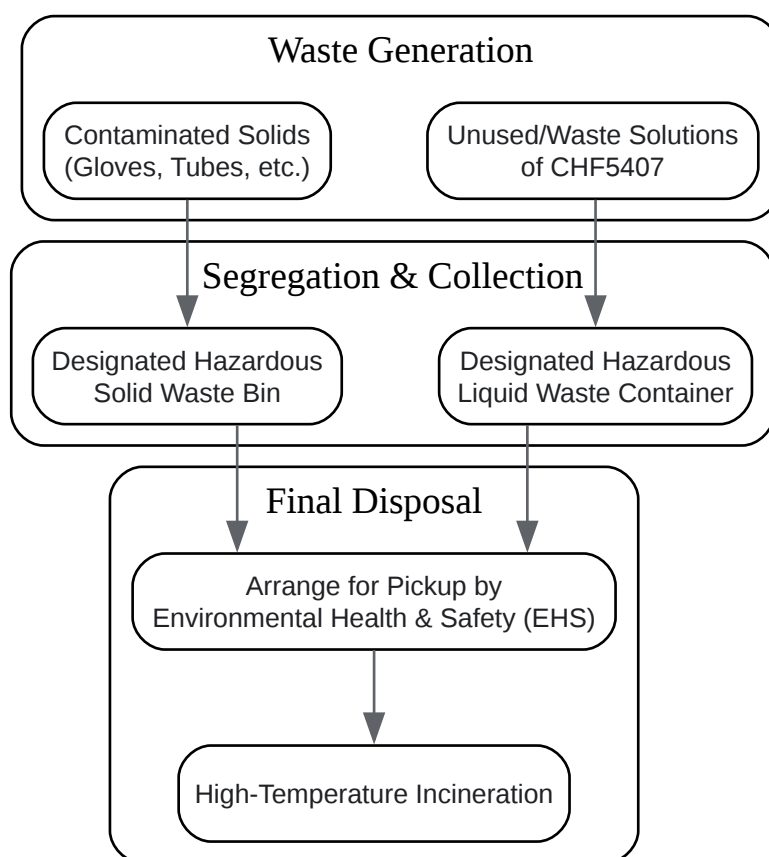 Waste Generation
Contaminated Solids
(Gloves, Tubes, etc.)
Unused/Waste Solutions
of CHF5407
Segregation & Collection
Designated Hazardous
Solid Waste Bin
Designated Hazardous
Liquid Waste Container
Final Disposal
Arrange for Pickup by
Environmental Health & Safety (EHS)
High-Temperature Incineration